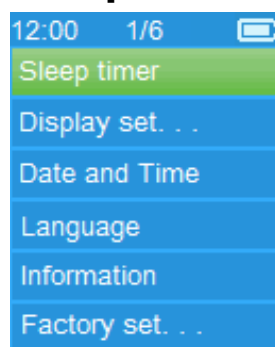 12:00 1/6
Sleep timer
Display set. . .
Date and Time
Language
Information
Factory set. . .